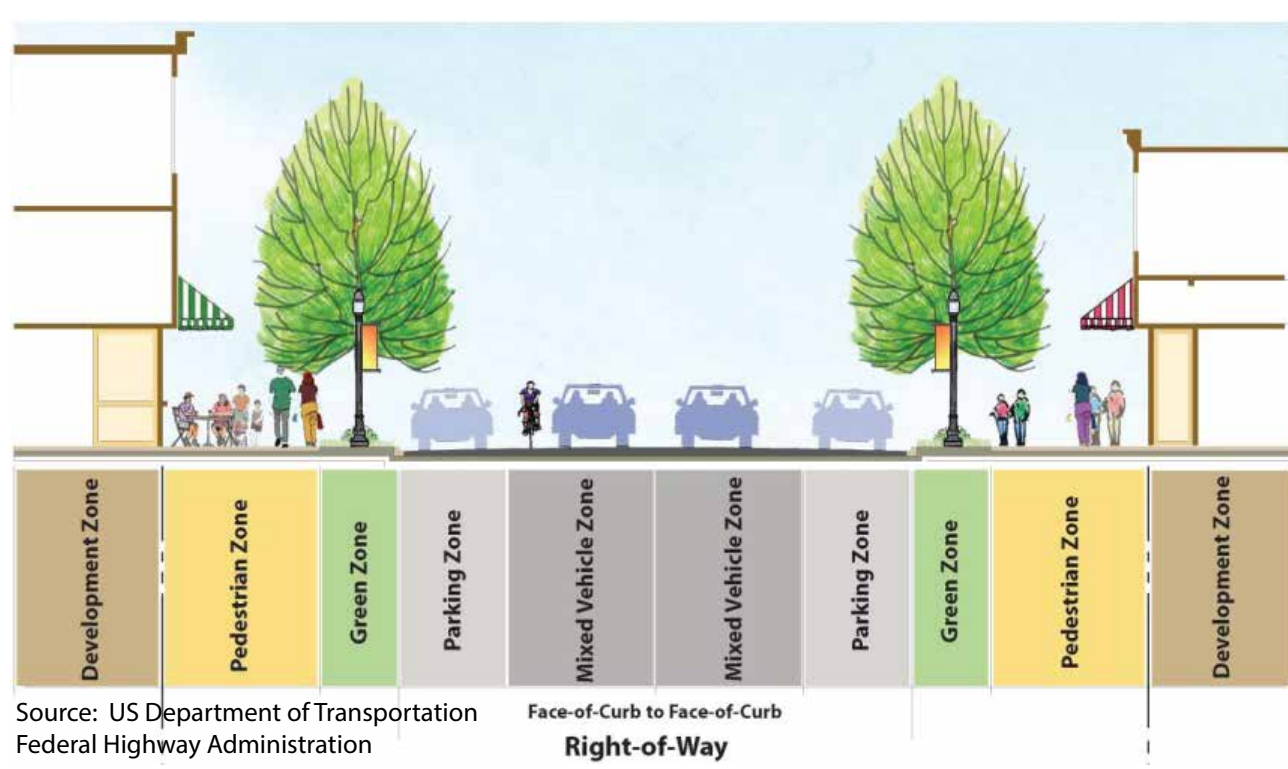 Development Zone
Pedestrian Zone
Green Zone
Parking Zone
Mixed Vehicle Zone
Mixed Vehicle Zone
Parking Zone
Green Zone
Pedestrian Zone
Development Zone
Source: US Department of Transportation
Federal Highway Administration
Face-of-Curb to Face-of-Curb
Right-of-Way